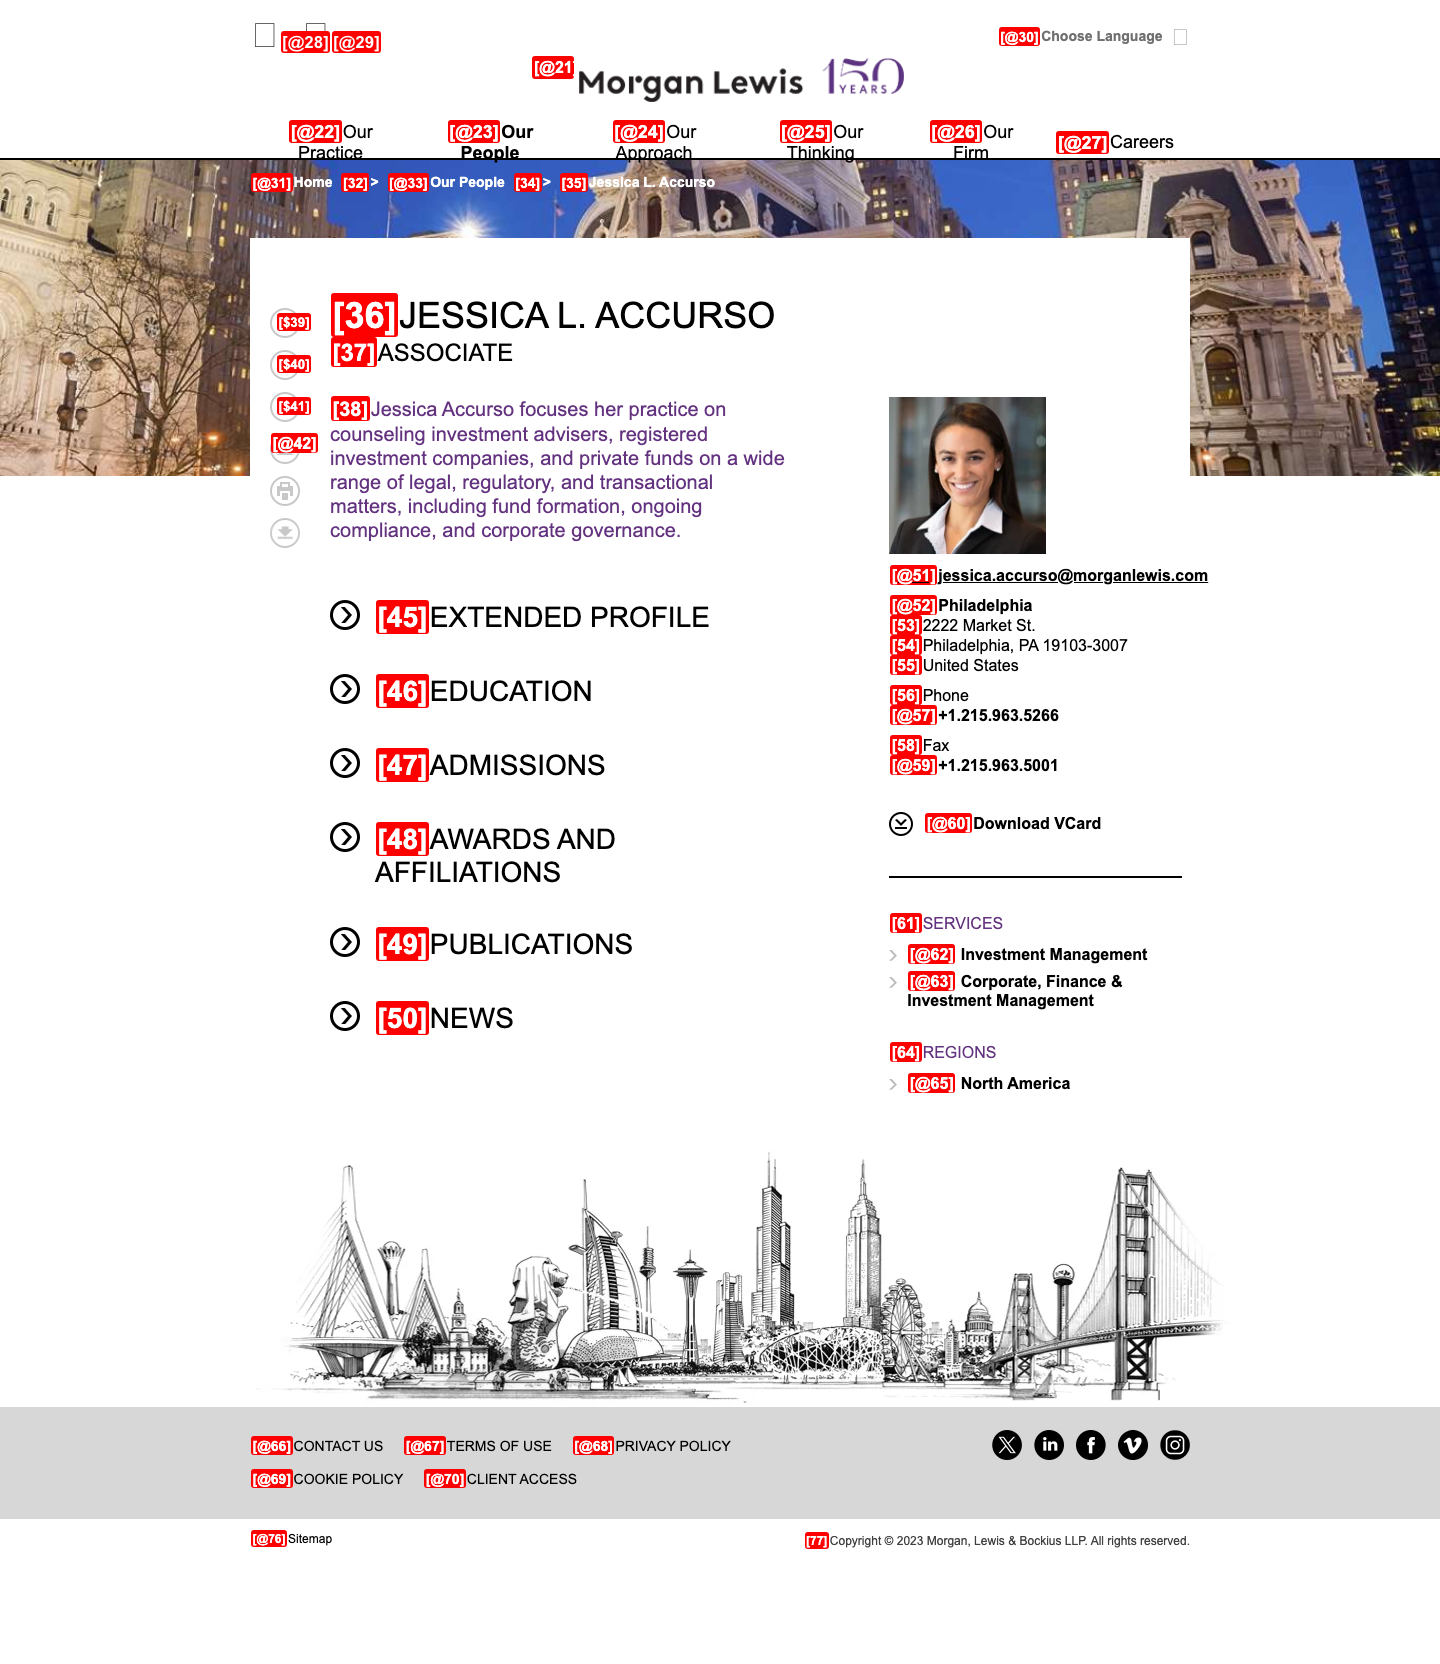 [@28] [@29]
[@30]Choose Language
[@21 Morgan Lewis 150 YEARS
[@22]Our Practice
[@23]Our People
[@24]Our Approach
[@25]Our Thinking
[@26]Our Firm
[@27]Careers
[@31]Home [32]> [@33]Our People [34]> [35]Jessica L. Accurso
[36]JESSICA L. ACCURSO
[37]ASSOCIATE
[$39]
[$40]
[$41]
[@42]
[38]Jessica Accurso focuses her practice on
counseling investment advisers, registered
investment companies, and private funds on a wide
range of legal, regulatory, and transactional
matters, including fund formation, ongoing
compliance, and corporate governance.
[45]EXTENDED PROFILE
[46]EDUCATION
[47]ADMISSIONS
[48]AWARDS AND
AFFILIATIONS
[49]PUBLICATIONS
[50]NEWS
[@51]jessica.accurso@morganlewis.com
[@52]Philadelphia
[53]2222 Market St.
[54]Philadelphia, PA 19103-3007
[55]United States
[56]Phone
[@57]+1.215.963.5266
[58]Fax
[@59]+1.215.963.5001
[@60]Download VCard
[61]SERVICES
[@62] Investment Management
[@63] Corporate, Finance &
Investment Management
[64]REGIONS
[@65] North America
[@66]CONTACT US [@67]TERMS OF USE [@68]PRIVACY POLICY
[@69]COOKIE POLICY [@70]CLIENT ACCESS
[@76]Sitemap
[77]Copyright © 2023 Morgan, Lewis & Bockius LLP. All rights reserved.